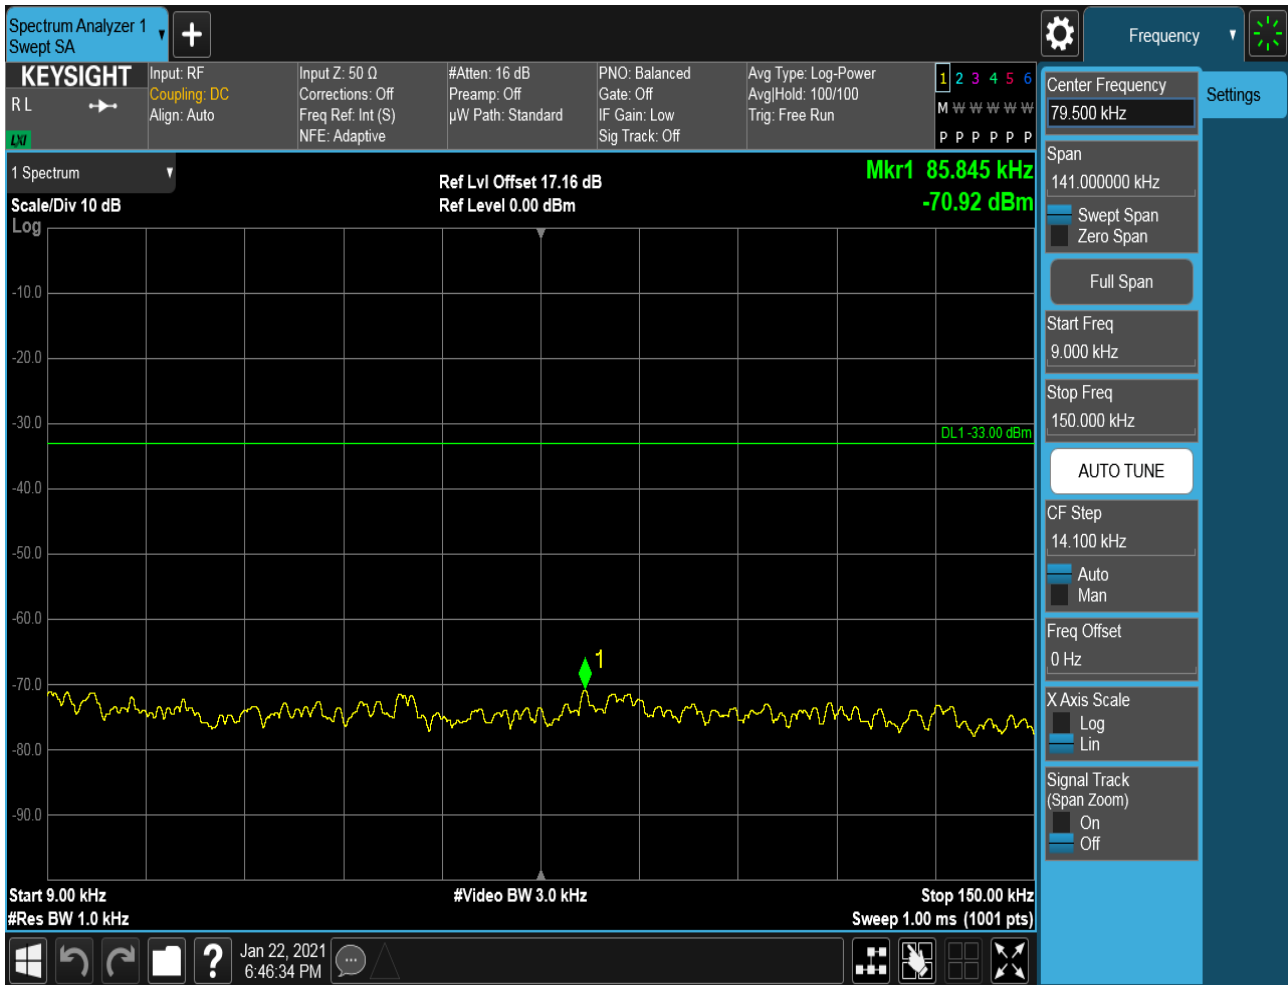 Spectrum Analyzer 1
Swept SA
Frequency
KEYSIGHT
R L
LXI
Input: RF
Coupling: DC
Align: Auto
Input Z: 50 Ω
Corrections: Off
Freq Ref: Int (S)
NFE: Adaptive
#Atten: 16 dB
Preamp: Off
µW Path: Standard
PNO: Balanced
Gate: Off
IF Gain: Low
Sig Track: Off
Avg Type: Log-Power
Avg|Hold: 100/100
Trig: Free Run
1 2 3 4 5 6
M W W W W W
P P P P P P
1 Spectrum
Scale/Div 10 dB
Log
Ref Lvl Offset 17.16 dB
Ref Level 0.00 dBm
Mkr1 85.845 kHz
-70.92 dBm
-10.0
-20.0
-30.0
DL1 -33.00 dBm
-40.0
-50.0
-60.0
1
-70.0
-80.0
-90.0
Start 9.00 kHz
#Video BW 3.0 kHz
Stop 150.00 kHz
#Res BW 1.0 kHz
Sweep 1.00 ms (1001 pts)
Center Frequency
79.500 kHz
Settings
Span
141.000000 kHz
Swept Span
Zero Span
Full Span
Start Freq
9.000 kHz
Stop Freq
150.000 kHz
AUTO TUNE
CF Step
14.100 kHz
Auto
Man
Freq Offset
0 Hz
X Axis Scale
Log
Lin
Signal Track
(Span Zoom)
On
Off
?
Jan 22, 2021
6:46:34 PM